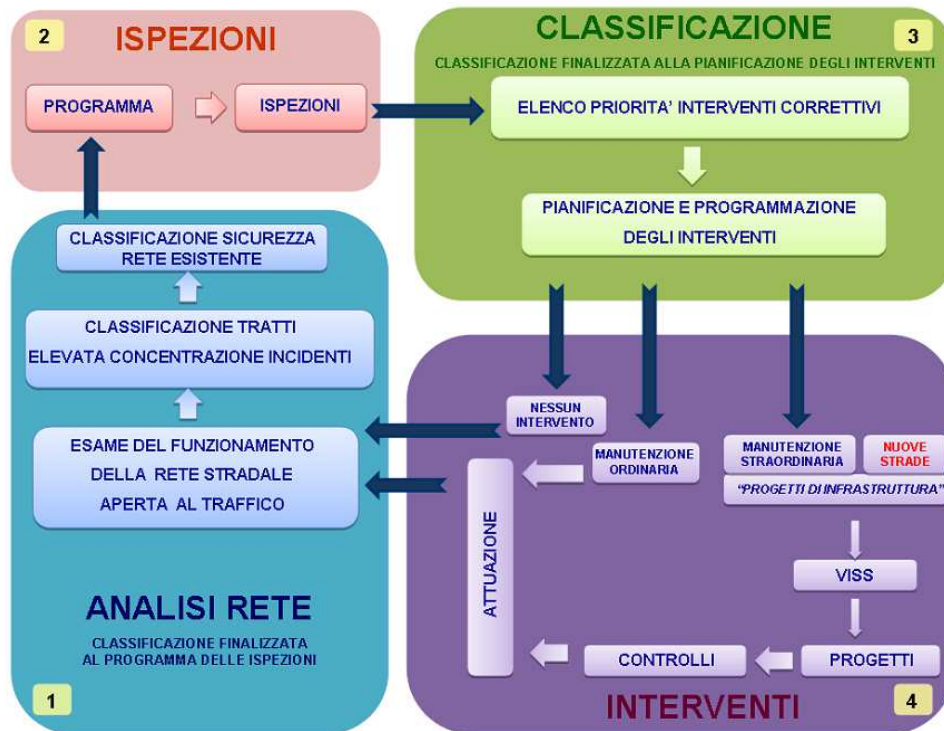 2
ISPEZIONI
PROGRAMMA
ISPEZIONI
CLASSIFICAZIONE
3
CLASSIFICAZIONE FINALIZZATA ALLA PIANIFICAZIONE DEGLI INTERVENTI
ELENCO PRIORITA' INTERVENTI CORRETTIVI
PIANIFICAZIONE E PROGRAMMAZIONE
DEGLI INTERVENTI
CLASSIFICAZIONE SICUREZZA
RETE ESISTENTE
CLASSIFICAZIONE TRATTI
ELEVATA CONCENTRAZIONE INCIDENTI
ESAME DEL FUNZIONAMENTO
DELLA RETE STRADALE
APERTA AL TRAFFICO
ANALISI RETE
CLASSIFICAZIONE FINALIZZATA
AL PROGRAMMA DELLE ISPEZIONI
1
NESSUN
INTERVENTO
MANUTENZIONE
ORDINARIA
MANUTENZIONE
STRAORDINARIA
NUOVE
STRADE
"PROGETTI DI INFRASTRUTTURA"
ATTUAZIONE
VISS
CONTROLLI
PROGETTI
INTERVENTI
4